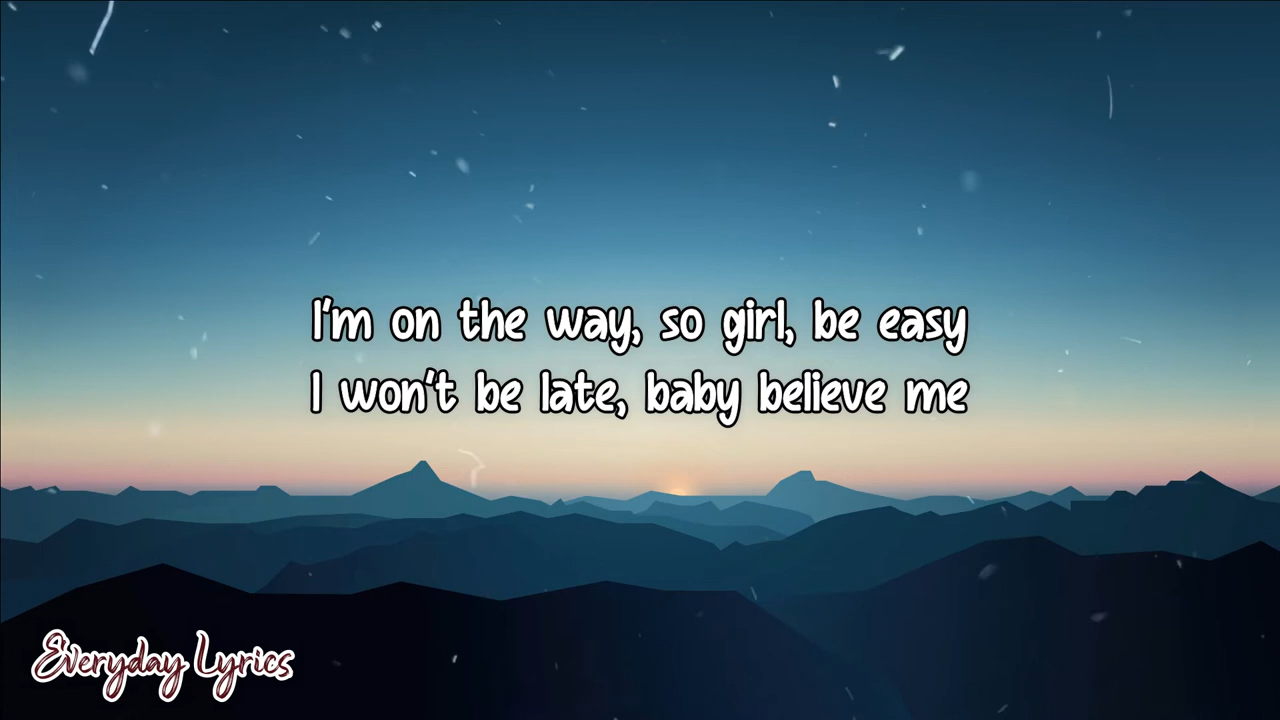 I'm on the way, so girl, be easy
I won't be late, baby believe me
Everyday Lyrics